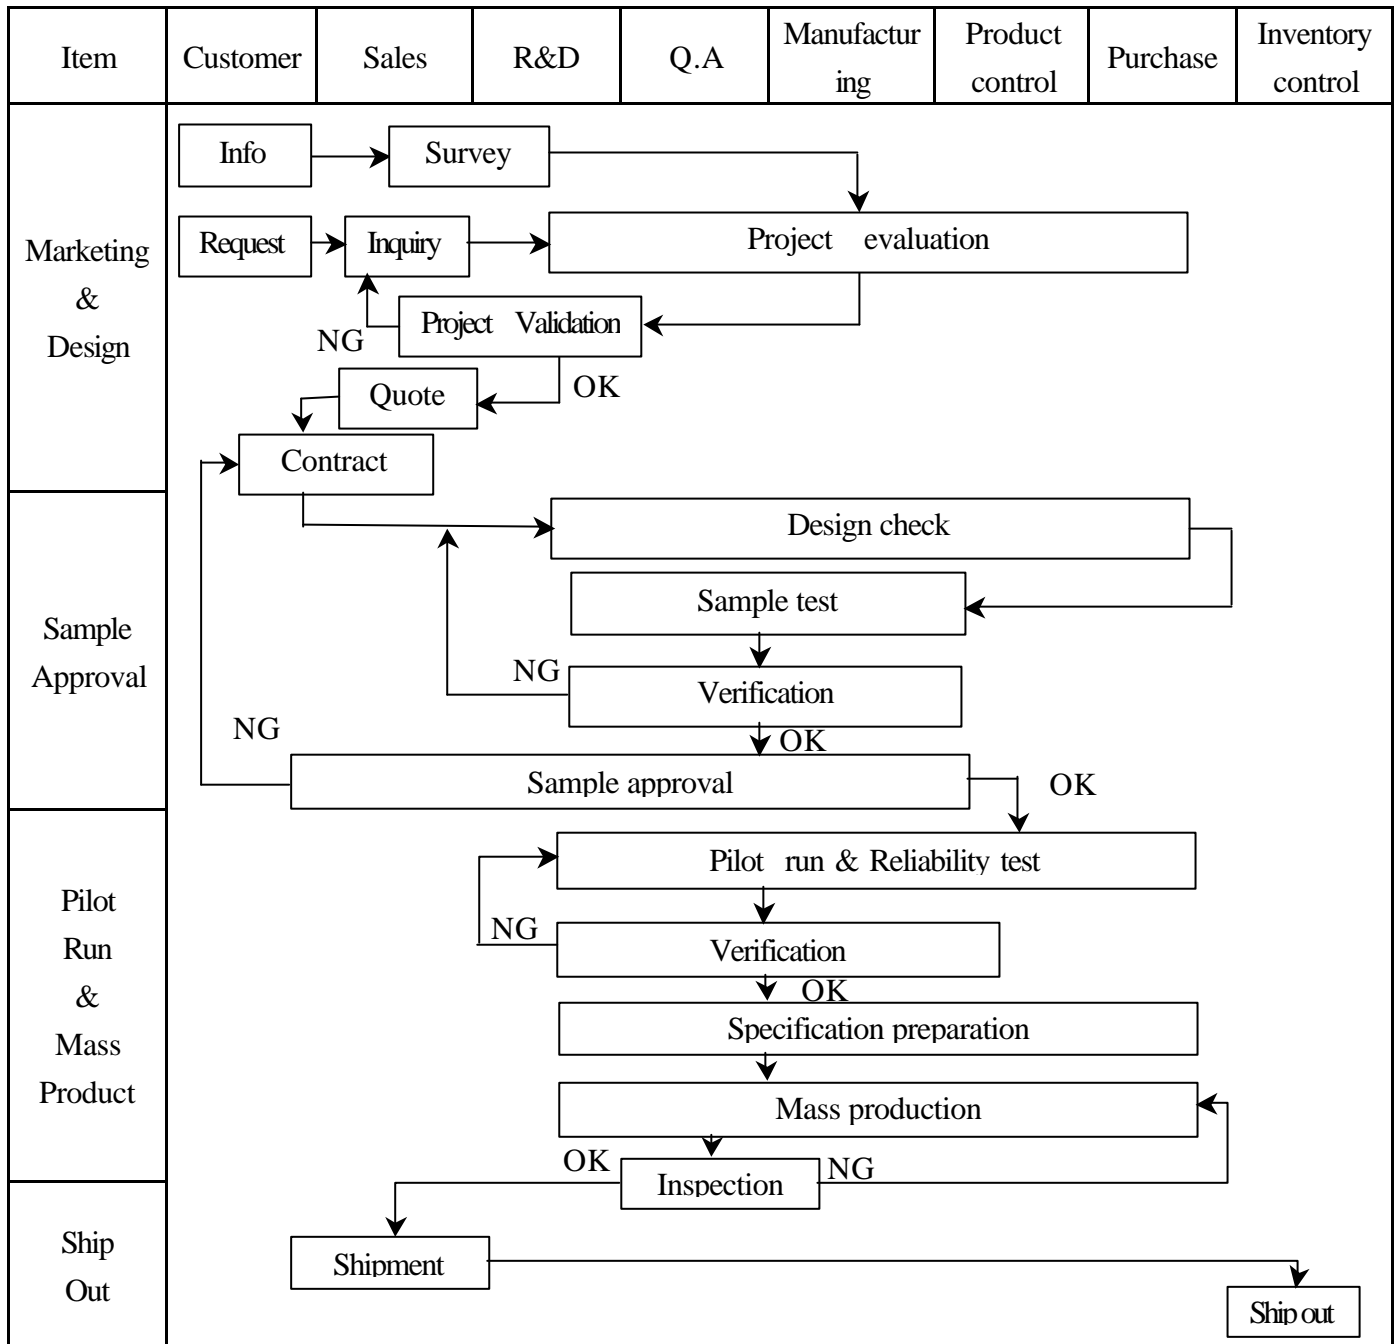 Item
Customer
Sales
R&D
Q.A
Manufactur
ing
Product
control
Purchase
Inventory
control
Marketing
&
Design
Info
Survey
Request
Inquiry
Project evaluation
NG
Project Validation
OK
Quote
Contract
Sample
Approval
Design check
Sample test
NG
Verification
NG
OK
Sample approval
OK
Pilot
Run
&
Mass
Product
Pilot run & Reliability test
NG
Verification
OK
Specification preparation
Mass production
OK
Inspection
NG
Ship
Out
Shipment
Ship out